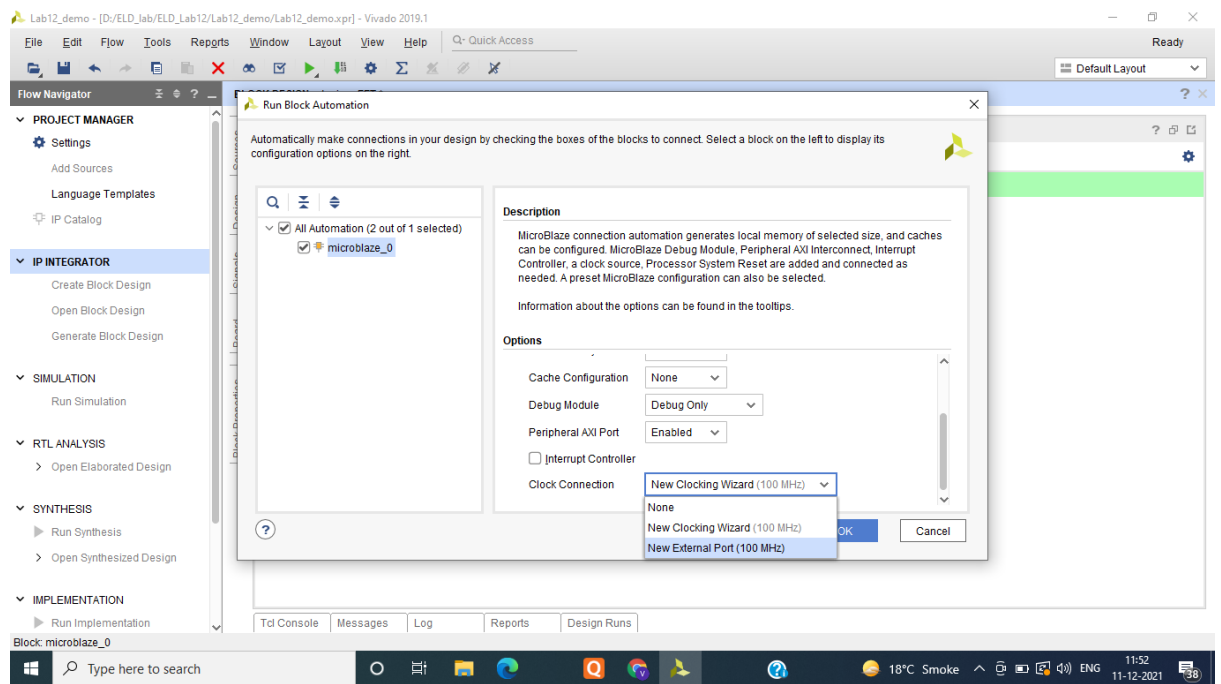 Lab12_demo - [D:/ELD_lab/ELD_Lab12/Lab12_demo/Lab12_demo.xpr] - Vivado 2019.1
File Edit Flow Tools Reports Window Layout View Help Quick Access Ready
Default Layout
Flow Navigator
PROJECT MANAGER
Settings
Add Sources
Language Templates
IP Catalog
IP INTEGRATOR
Create Block Design
Open Block Design
Generate Block Design
SIMULATION
Run Simulation
RTL ANALYSIS
Open Elaborated Design
SYNTHESIS
Run Synthesis
Open Synthesized Design
IMPLEMENTATION
Run Implementation
Run Block Automation
Automatically make connections in your design by checking the boxes of the blocks to connect. Select a block on the left to display its
configuration options on the right.
All Automation (2 out of 1 selected)
microblaze_0
Description
MicroBlaze connection automation generates local memory of selected size, and caches
can be configured. MicroBlaze Debug Module, Peripheral AXI Interconnect, Interrupt
Controller, a clock source, Processor System Reset are added and connected as
needed. A preset MicroBlaze configuration can also be selected.
Information about the options can be found in the tooltips.
Options
Cache Configuration None
Debug Module Debug Only
Peripheral AXI Port Enabled
Interrupt Controller
Clock Connection New Clocking Wizard (100 MHz)
None
New Clocking Wizard (100 MHz)
New External Port (100 MHz)
OK Cancel
Tcl Console Messages Log Reports Design Runs
Block: microblaze_0
Type here to search
18°C Smoke ENG 11:52
11-12-2021
38